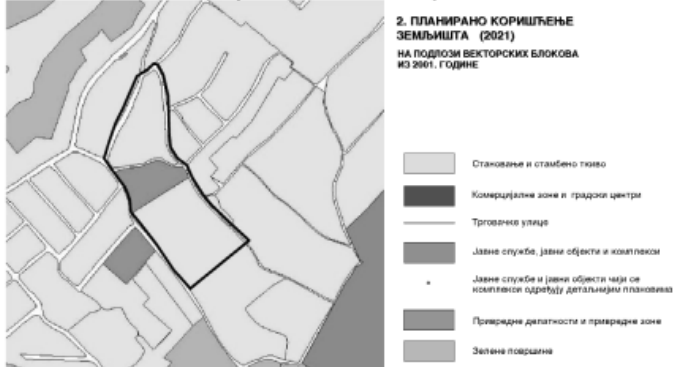 2. ПЛАНИРАНО КОРИШЋЕЊЕ
ЗЕМЉИШТА (2021)
НА ПОДЛОЗИ ВЕКТОРСКИХ БЛОКОВА
ИЗ 2001. ГОДИНЕ
Становање и стамбено ткиво
Комерцијалне зоне и градски центри
Трговачке улице
Јавне службе, јавни објекти и комплекси
Јавне службе и јавни објекти чији се
комплекси одређују детаљнијим плановима
Привредне делатности и привредне зоне
Зелене површине